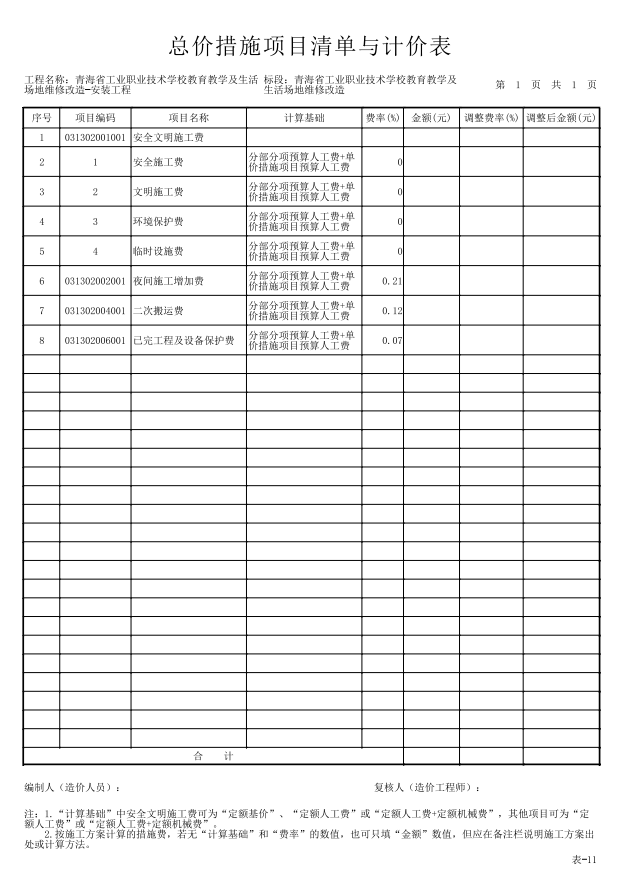 总价措施项目清单与计价表
工程名称：青海省工业职业技术学校教育教学及生活 标段：青海省工业职业技术学校教育教学及 第 1 页 共 1 页
场地维修改造—安装工程 生活场地维修改造
序号 项目编码 项目名称 计算基础 费率(%) 金额(元) 调整费率(%) 调整后金额(元)
1 031302001001 安全文明施工费
2 1 安全施工费 分部分项预算人工费+单 0
价措施项目预算人工费
3 2 文明施工费 分部分项预算人工费+单 0
价措施项目预算人工费
4 3 环境保护费 分部分项预算人工费+单 0
价措施项目预算人工费
5 4 临时设施费 分部分项预算人工费+单 0
价措施项目预算人工费
6 031302002001 夜间施工增加费 分部分项预算人工费+单 0.21
价措施项目预算人工费
7 031302004001 二次搬运费 分部分项预算人工费+单 0.12
价措施项目预算人工费
8 031302006001 已完工程及设备保护费 分部分项预算人工费+单 0.07
价措施项目预算人工费
合 计
编制人（造价人员）： 复核人（造价工程师）：
注：1.“计算基础”中安全文明施工费可为“定额基价”、“定额人工费”或“定额人工费+定额机械费”，其他项目可为“定
额人工费”或“定额人工费+定额机械费”。
2.按施工方案计算的措施费，若无“计算基础”和“费率”的数值，也可只填“金额”数值，但应在备注栏说明施工方案出
处或计算方法。
表—11